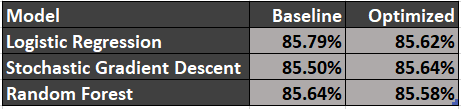 Model Baseline Optimized
Logistic Regression 85.79% 85.62%
Stochastic Gradient Descent 85.50% 85.64%
Random Forest 85.64% 85.58%